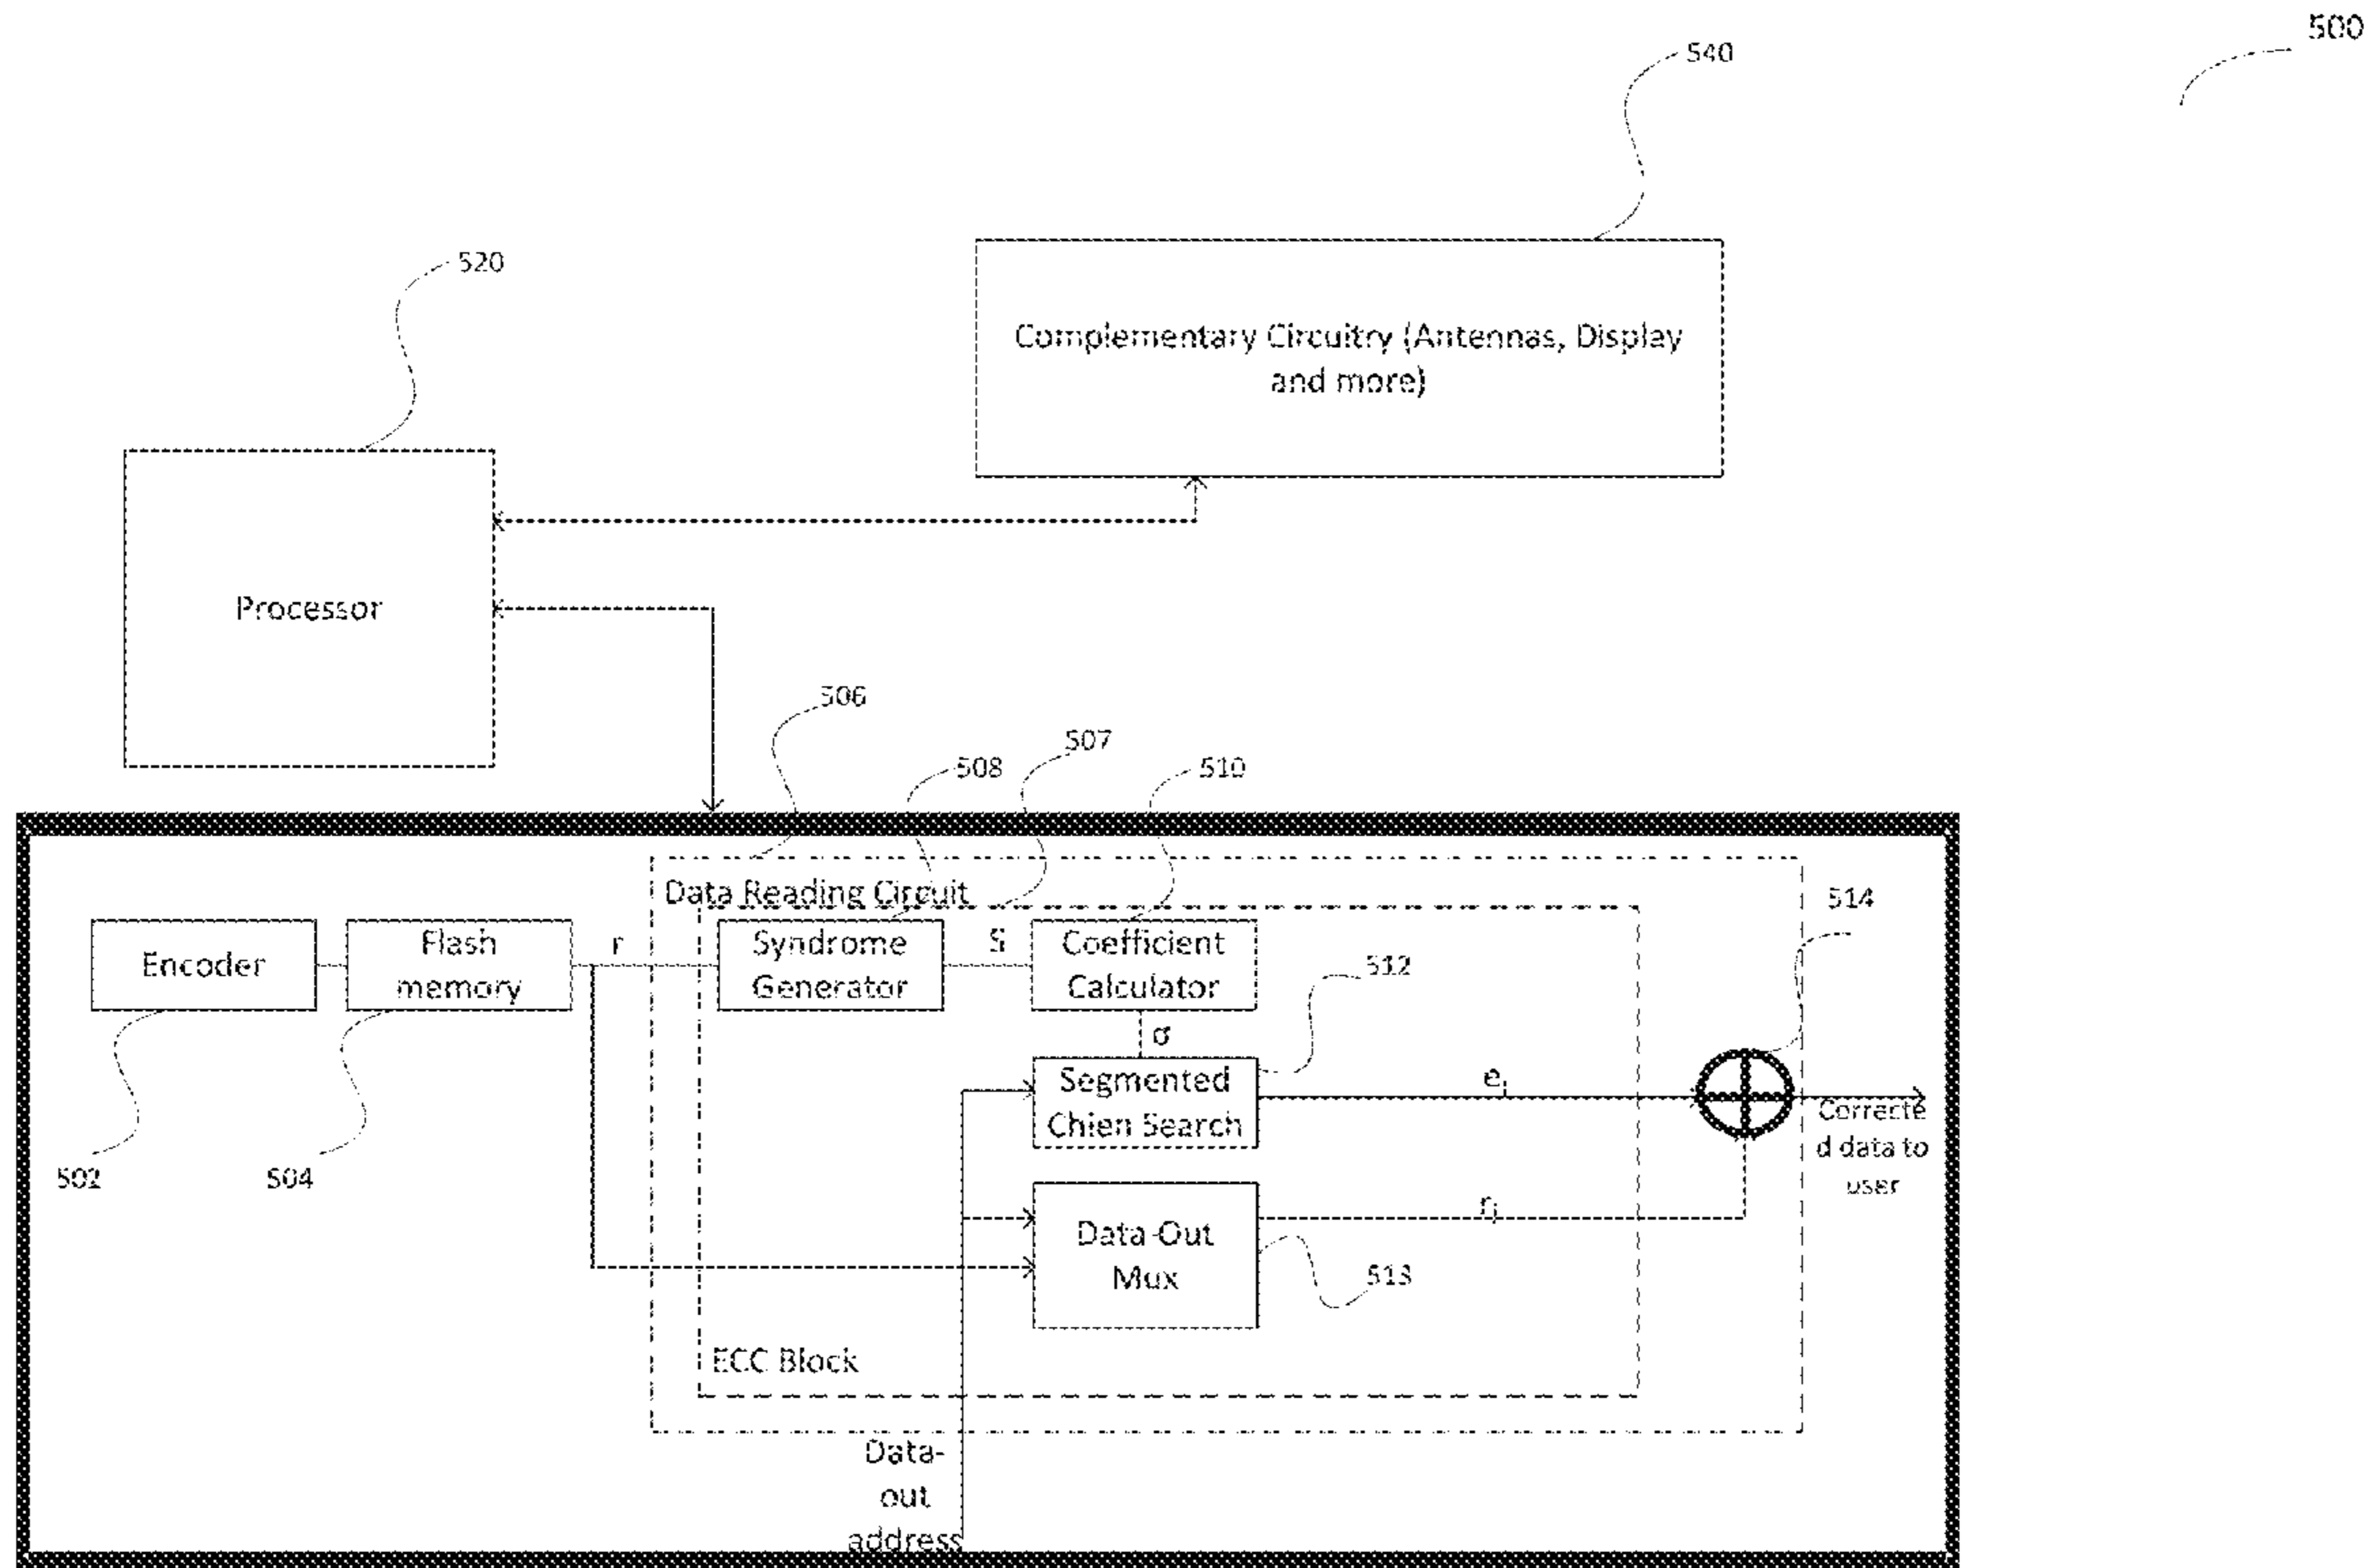 500
540
520
Complementary Circuitry (Antennas, Display
and more)
Processor
506
507
508
510
Data Reading Circuit
514
Encoder
Flash
memory
r
Syndrome
Generator
S
Coefficient
Calculator
512
σ
Segmented
Chien Search
ei
Correcte
d data to
user
502
504
Data-Out
Mux
ri
513
ECC Block
Data-
out
address